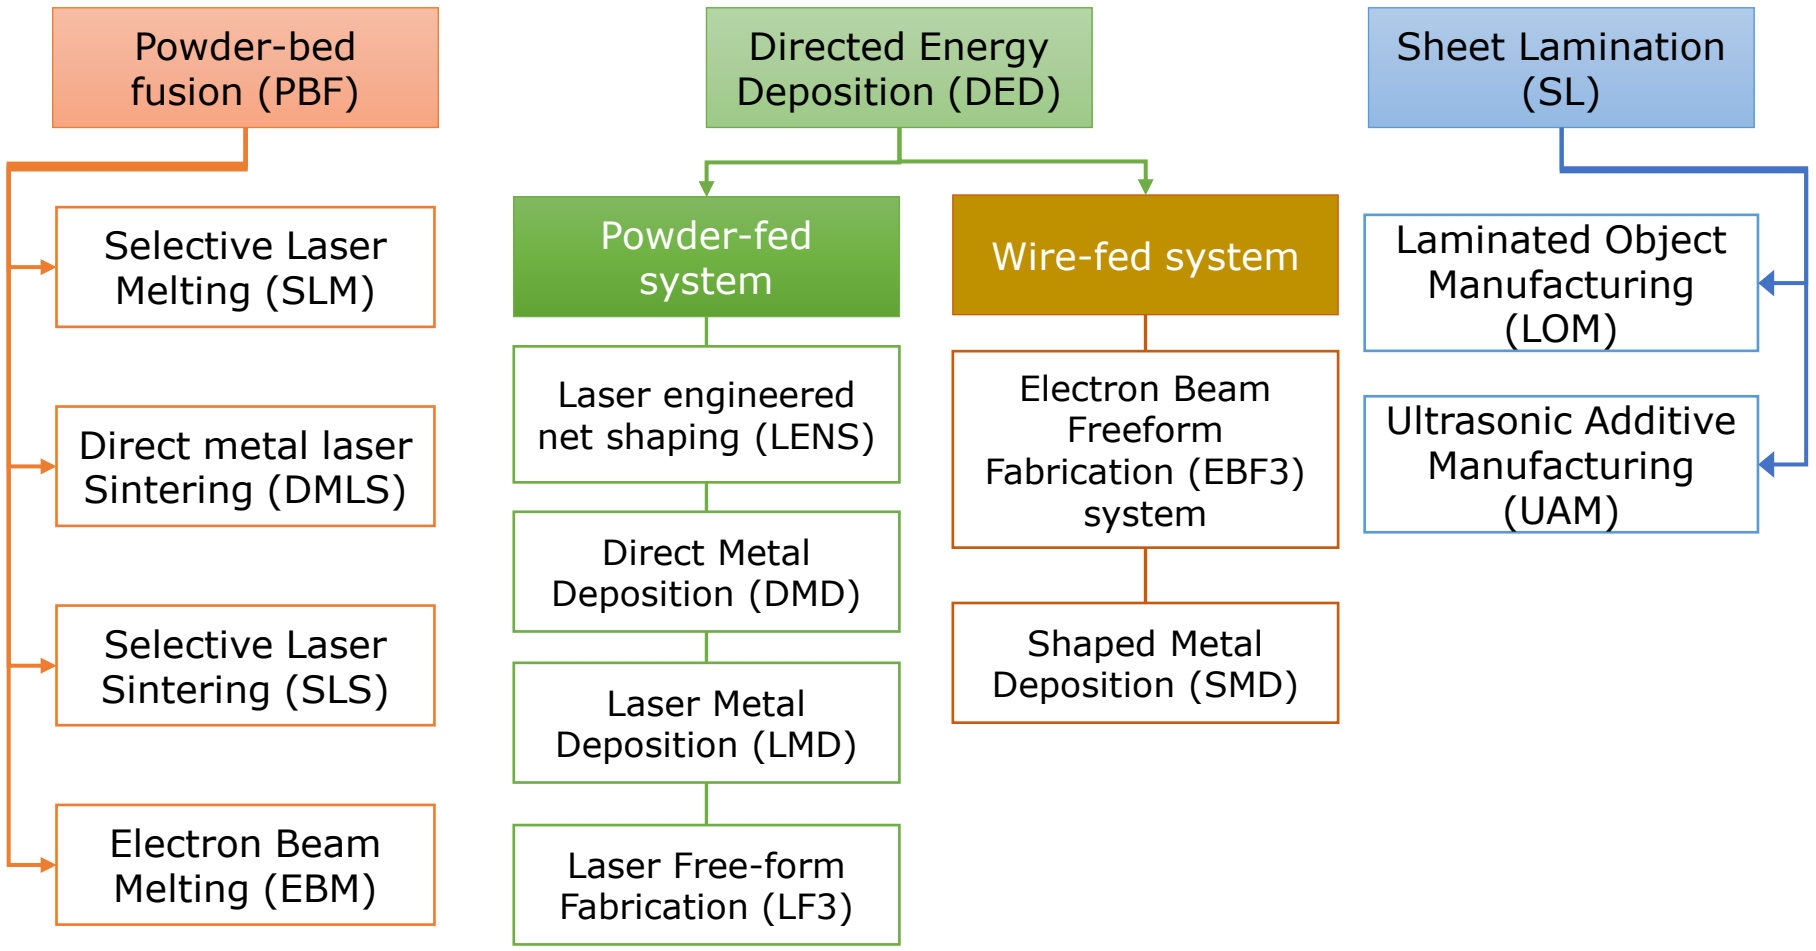 Powder-bed
fusion (PBF)
Selective Laser
Melting (SLM)
Direct metal laser
Sintering (DMLS)
Selective Laser
Sintering (SLS)
Electron Beam
Melting (EBM)
Directed Energy
Deposition (DED)
Powder-fed
system
Laser engineered
net shaping (LENS)
Direct Metal
Deposition (DMD)
Laser Metal
Deposition (LMD)
Laser Free-form
Fabrication (LF3)
Wire-fed system
Electron Beam
Freeform
Fabrication (EBF3)
system
Shaped Metal
Deposition (SMD)
Sheet Lamination
(SL)
Laminated Object
Manufacturing
(LOM)
Ultrasonic Additive
Manufacturing
(UAM)